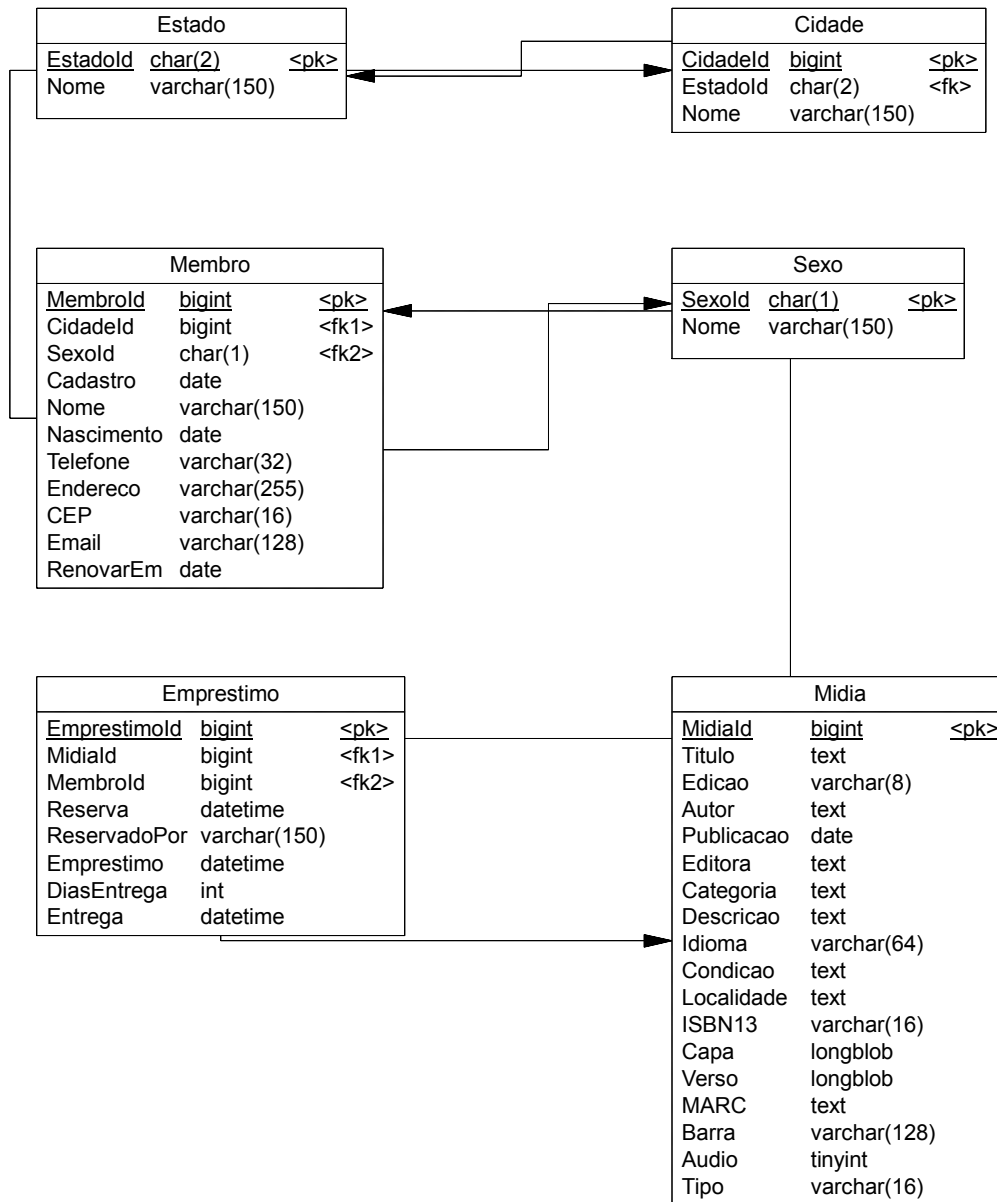 Estado
EstadoId char(2) <pk>
Nome varchar(150)
Cidade
CidadeId bigint <pk>
EstadoId char(2) <fk>
Nome varchar(150)
Membro
MembroId bigint <pk>
CidadeId bigint <fk1>
SexoId char(1) <fk2>
Cadastro date
Nome varchar(150)
Nascimento date
Telefone varchar(32)
Endereco varchar(255)
CEP varchar(16)
Email varchar(128)
RenovarEm date
Sexo
SexoId char(1) <pk>
Nome varchar(150)
Emprestimo
EmprestimoId bigint <pk>
MidiaId bigint <fk1>
MembroId bigint <fk2>
Reserva datetime
ReservadoPor varchar(150)
Emprestimo datetime
DiasEntrega int
Entrega datetime
Midia
MidiaId bigint <pk>
Titulo text
Edicao varchar(8)
Autor text
Publicacao date
Editora text
Categoria text
Descricao text
Idioma varchar(64)
Condicao text
Localidade text
ISBN13 varchar(16)
Capa longblob
Verso longblob
MARC text
Barra varchar(128)
Audio tinyint
Tipo varchar(16)